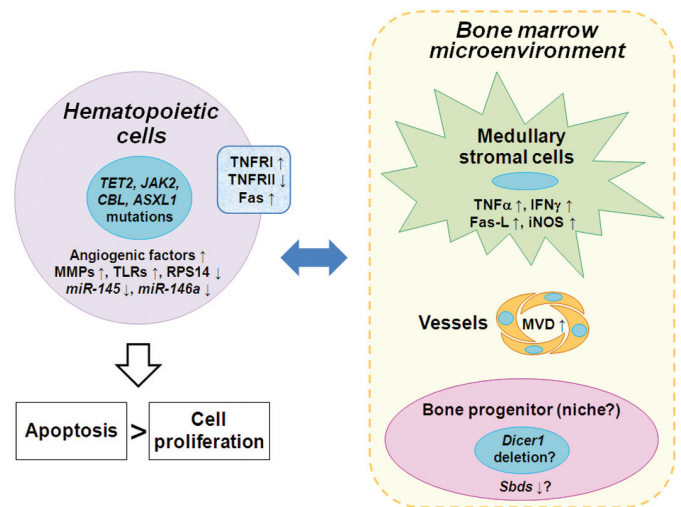 Hematopoietic
cells
TET2, JAK2,
CBL, ASXL1
mutations
TNFRI ↑
TNFRII ↓
Fas ↑
Angiogenic factors ↑
MMPs ↑, TLRs ↑, RPS14 ↓
miR-145 ↓, miR-146a ↓
Apoptosis
>
Cell
proliferation
Bone marrow
microenvironment
Medullary
stromal cells
TNFα ↑, IFNγ ↑
Fas-L ↑, iNOS ↑
Vessels
MVD ↑
Bone progenitor (niche?)
Dicer1
deletion?
Sbds ↓?